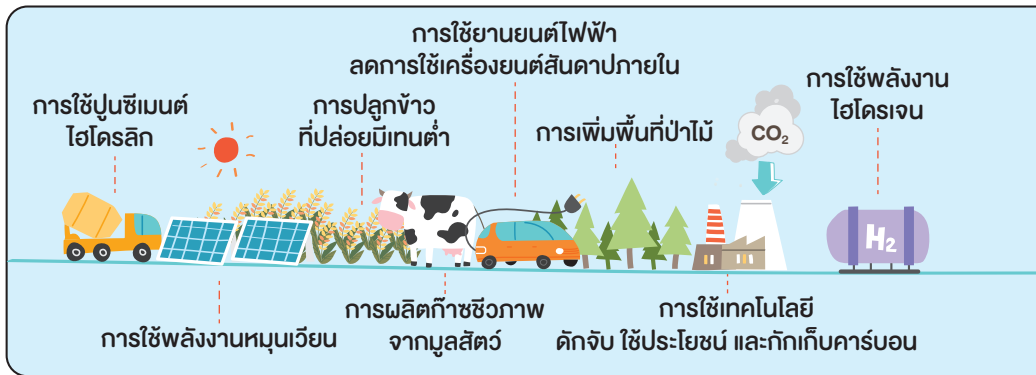 การใช้ยานยนต์ไฟฟ้า
ลดการใช้เครื่องยนต์สันดาปภายใน
การใช้ปูนซีเมนต์
ไฮโดรลิก
การปลูกข้าว
ที่ปล่อยมีเทนต่ำ
การเพิ่มพื้นที่ป่าไม้
CO₂
การใช้พลังงาน
ไฮโดรเจน
H₂
การใช้พลังงานหมุนเวียน
การผลิตก๊าซชีวภาพ
จากมูลสัตว์
การใช้เทคโนโลยี
ดักจับ ใช้ประโยชน์ และกักเก็บคาร์บอน